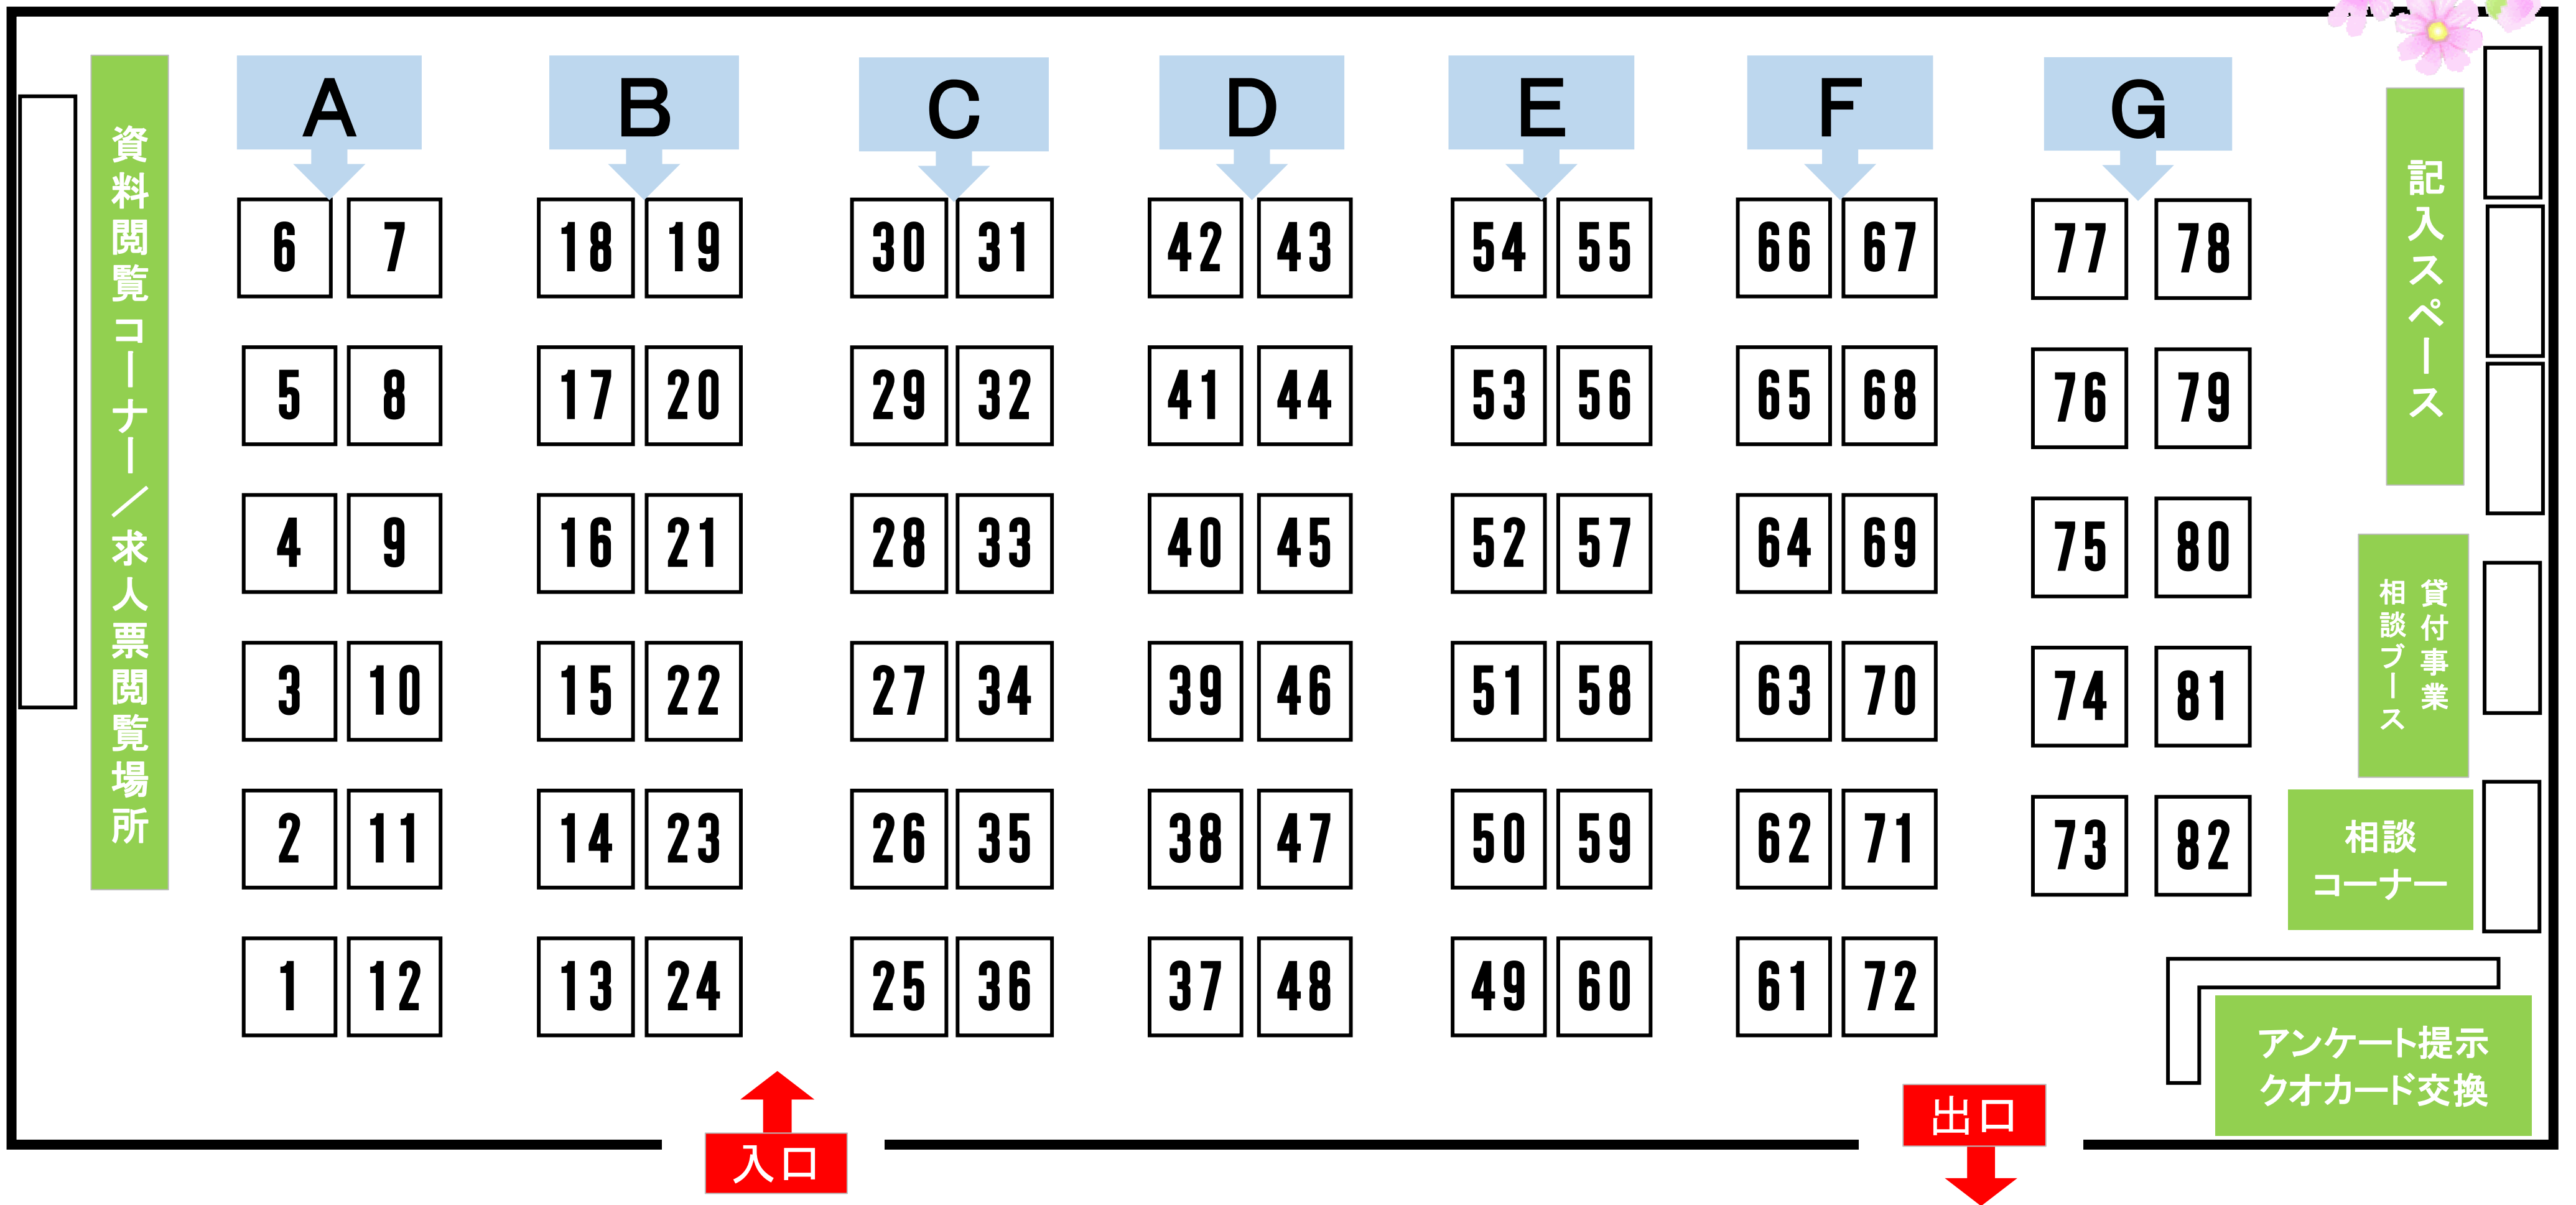 資料閲覧コーナー／求人票閲覧場所
A B C D E F G
6 7 18 19 30 31 42 43 54 55 66 67 77 78
5 8 17 20 29 32 41 44 53 56 65 68 76 79
4 9 16 21 28 33 40 45 52 57 64 69 75 80
3 10 15 22 27 34 39 46 51 58 63 70 74 81
2 11 14 23 26 35 38 47 50 59 62 71 73 82
1 12 13 24 25 36 37 48 49 60 61 72
記入スペース
貸付事業
相談ブース
相談
コーナー
アンケート提示
クオカード交換
入口
出口